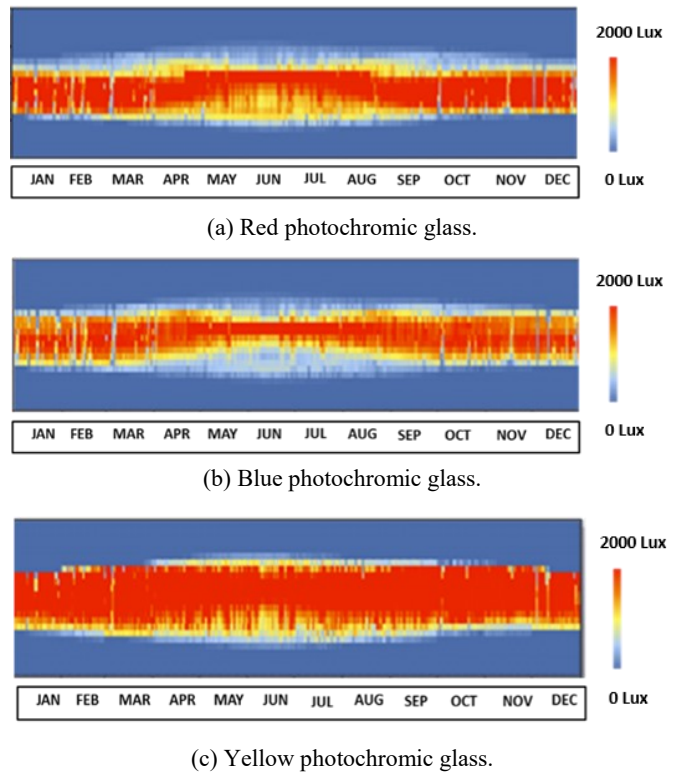 2000 Lux
0 Lux
JAN FEB MAR APR MAY JUN JUL AUG SEP OCT NOV DEC
(a) Red photochromic glass.
2000 Lux
0 Lux
JAN FEB MAR APR MAY JUN JUL AUG SEP OCT NOV DEC
(b) Blue photochromic glass.
2000 Lux
0 Lux
JAN FEB MAR APR MAY JUN JUL AUG SEP OCT NOV DEC
(c) Yellow photochromic glass.